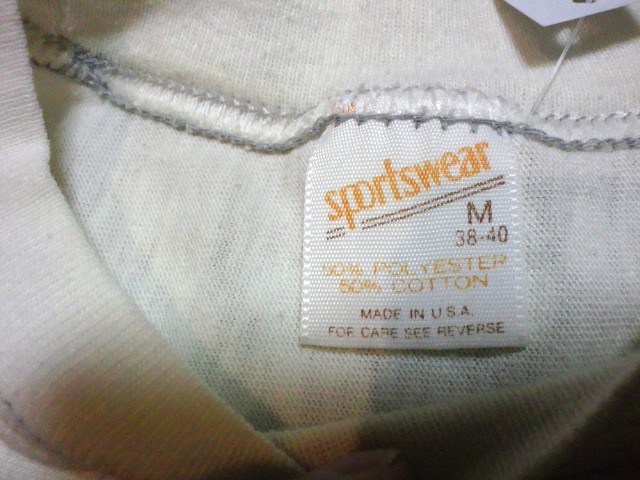 sportswear
M
38-40
50% POLYESTER
50% COTTON
MADE IN U.S.A.
FOR CARE SEE REVERSE